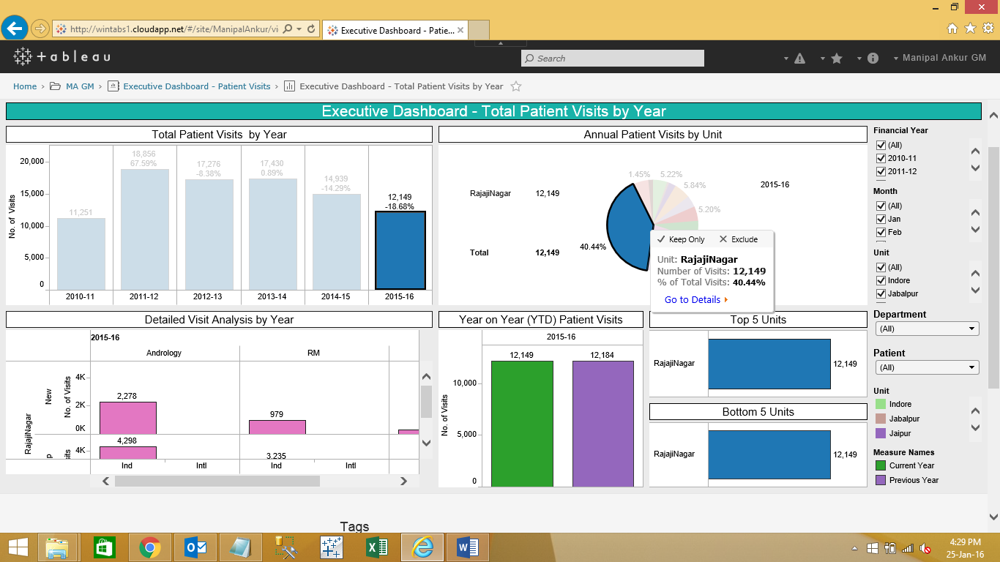 http://wintabs1.cloudapp.net/#/site/ManipalAnkur/vi
Executive Dashboard - Patie...
tableau
Search
Manipal Ankur GM
Home
MA GM
Executive Dashboard - Patient Visits
Executive Dashboard - Total Patient Visits by Year
Executive Dashboard - Total Patient Visits by Year
Total Patient Visits by Year
No. of Visits
20,000
15,000
10,000
5,000
0
11,251
18,856
67.59%
17,276
-8.38%
17,430
0.89%
14,939
-14.29%
12,149
-18.68%
2010-11
2011-12
2012-13
2013-14
2014-15
2015-16
Annual Patient Visits by Unit
RajajiNagar 12,149
Total 12,149
1.45%
5.22%
5.84%
5.20%
40.44%
2015-16
Keep Only
Exclude
Unit: RajajiNagar
Number of Visits: 12,149
% of Total Visits: 40.44%
Go to Details
Financial Year
(All)
2010-11
2011-12
Month
(All)
Jan
Feb
Unit
(All)
Indore
Jabalpur
Department
(All)
Patient
(All)
Unit
Indore
Jabalpur
Jaipur
Measure Names
Current Year
Previous Year
Detailed Visit Analysis by Year
2015-16
Andrology
RM
RajajiNagar
New
No. of Visits
4K
2K
0K
2,278
979
p
sits
4K
4,298
3,235
Ind
Intl
Ind
Intl
Year on Year (YTD) Patient Visits
2015-16
No. of Visits
10,000
5,000
0
12,149
12,184
Top 5 Units
RajajiNagar
12,149
Bottom 5 Units
RajajiNagar
12,149
Tags
4:29 PM
25-Jan-16